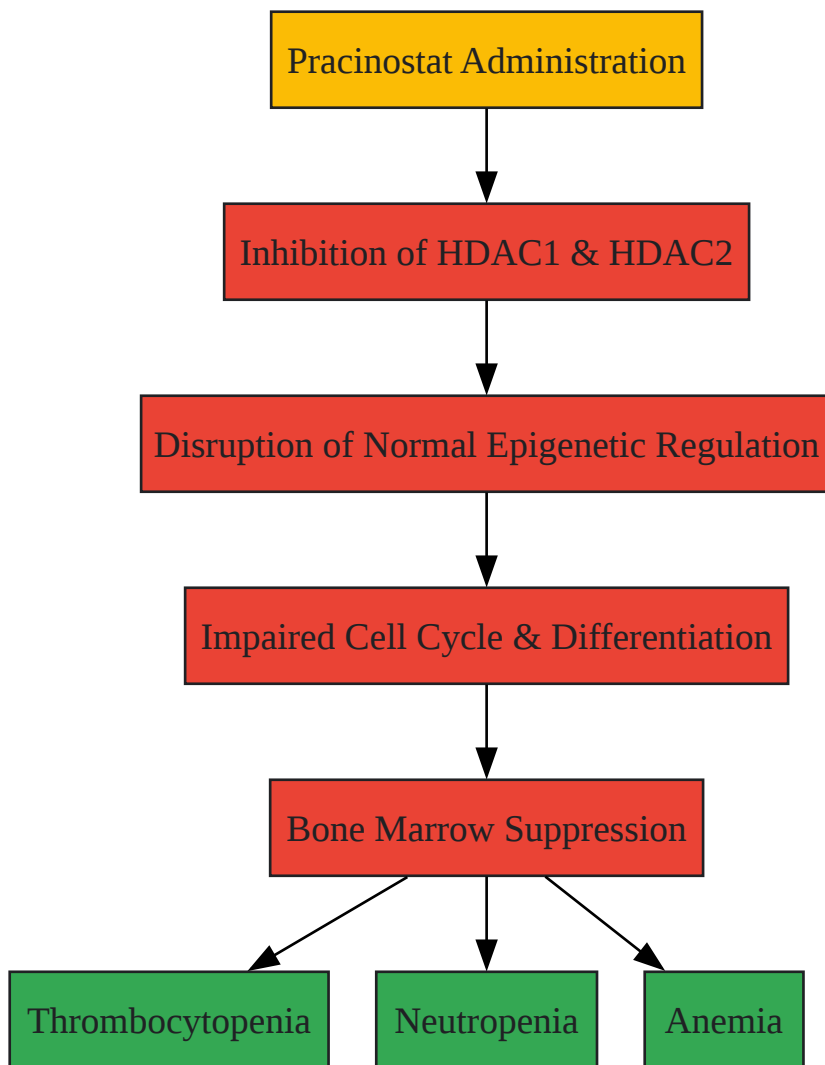 Pracinostat Administration
Inhibition of HDAC1 & HDAC2
Disruption of Normal Epigenetic Regulation
Impaired Cell Cycle & Differentiation
Bone Marrow Suppression
Thrombocytopenia
Neutropenia
Anemia